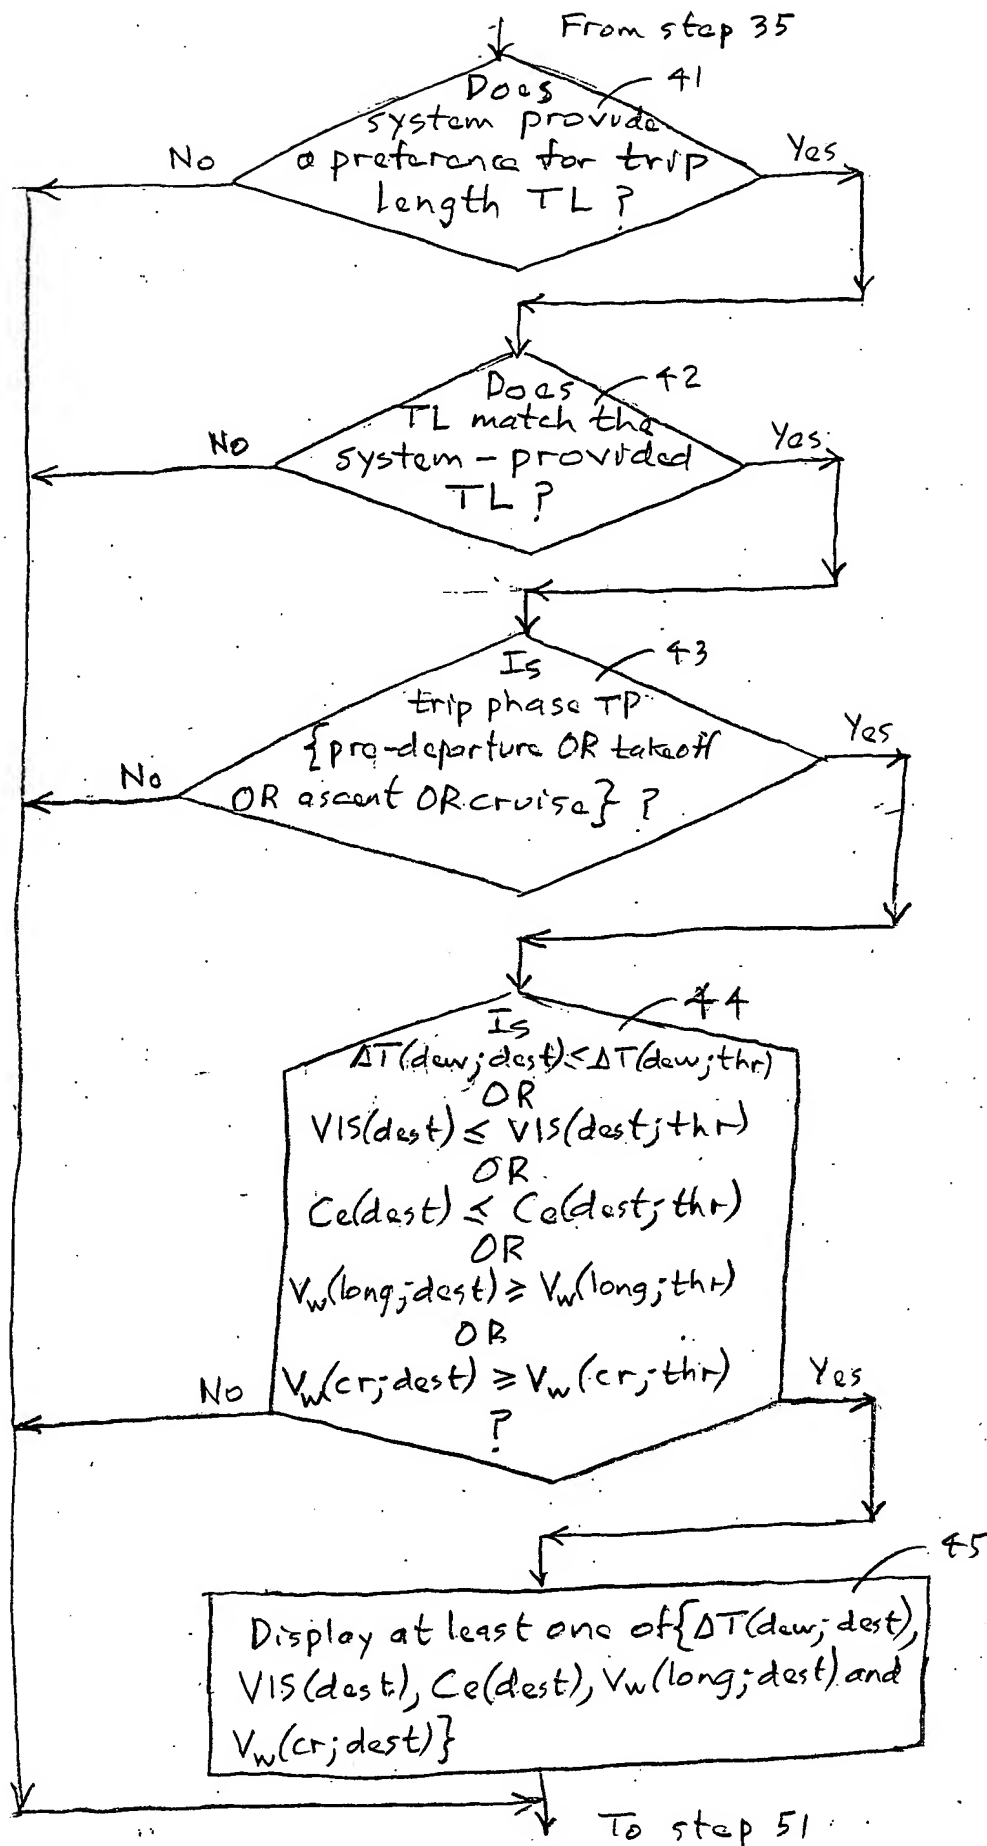 From step 35
41
Does
system provide
a preference for trip
length TL ?
No
Yes
42
Does
TL match the
system - provided
TL ?
No
Yes
43
Is
trip phase TP
{pre-departure OR takeoff
OR ascent OR cruise} ?
No
Yes
44
Is
ΔT(dew;dest)≤ΔT(dew;thr)
OR
VIS(dest) ≤ VIS(dest;thr)
OR
Ce(dest) ≤ Ce(dest;thr)
OR
Vw(long;dest) ≥ Vw(long;thr)
OR
Vw(cr;dest) ≥ Vw(cr;thr)
?
No
Yes
45
Display at least one of{ΔT(dew;dest),
VIS(dest), Ce(dest), Vw(long;dest) and
Vw(cr;dest)}
To step 51